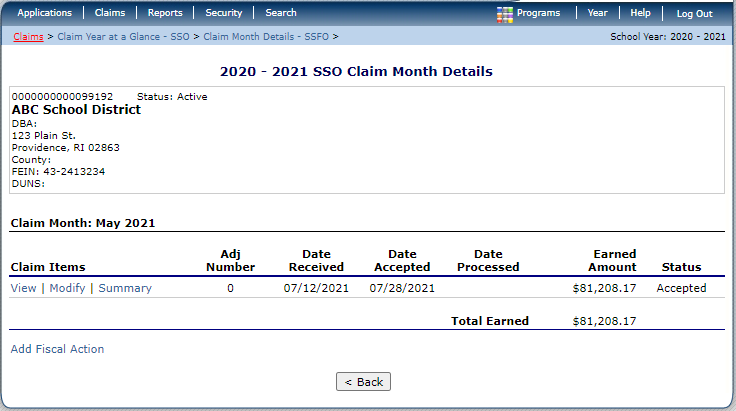 Applications Claims Reports Security Search Programs Year Help Log Out
Claims > Claim Year at a Glance - SSO > Claim Month Details - SSFO > School Year: 2020 - 2021
2020 - 2021 SSO Claim Month Details
0000000000099192 Status: Active
ABC School District
DBA:
123 Plain St.
Providence, RI 02863
County:
FEIN: 43-2413234
DUNS:
Claim Month: May 2021
Adj Date Date Date Earned
Claim Items Number Received Accepted Processed Amount Status
View | Modify | Summary 0 07/12/2021 07/28/2021 $81,208.17 Accepted
Total Earned $81,208.17
Add Fiscal Action
< Back